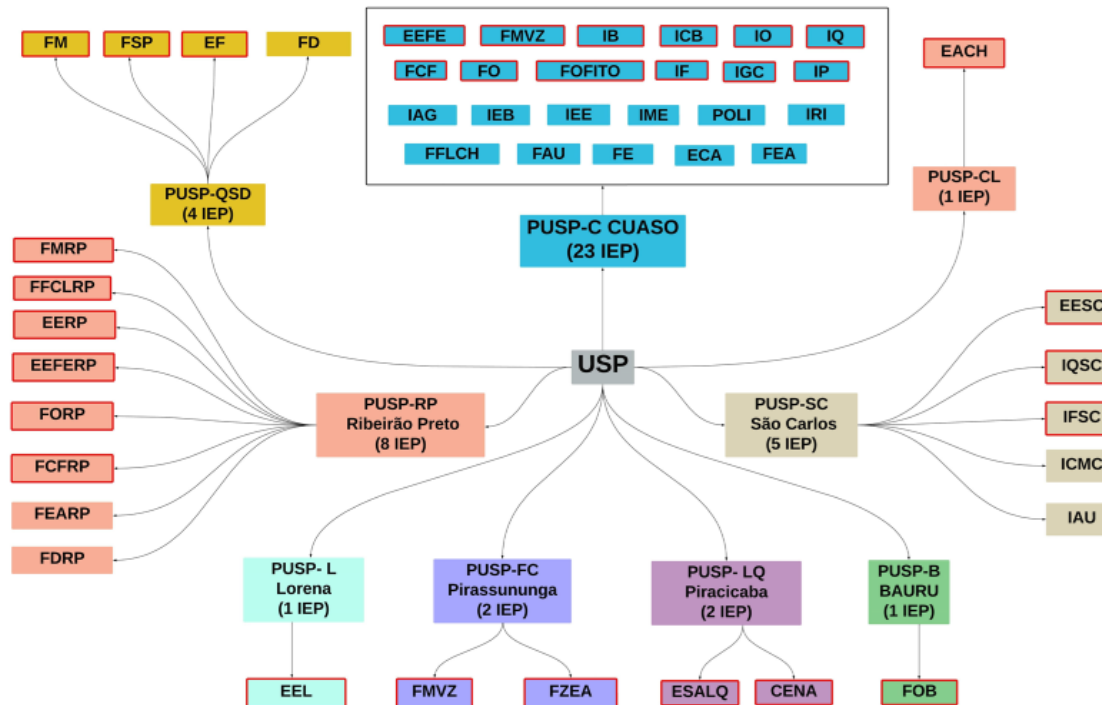 FM FSP EF FD
EEFE FMVZ IB ICB IO IQ
FCF FO FOFITO IF IGC IP
IAG IEB IEE IME POLI IRI
FFLCH FAU FE ECA FEA
EACH
PUSP-QSD
(4 IEP)
PUSP-C CUASO
(23 IEP)
PUSP-CL
(1 IEP)
FMRP
FFCLRP
EERP
EEFERP
FORP
FCFRP
FEARP
FDRP
USP
PUSP-RP
Ribeirão Preto
(8 IEP)
PUSP-SC
São Carlos
(5 IEP)
EESC
IQSC
IFSC
ICMC
IAU
PUSP- L
Lorena
(1 IEP)
PUSP-FC
Pirassununga
(2 IEP)
PUSP- LQ
Piracicaba
(2 IEP)
PUSP-B
BAURU
(1 IEP)
EEL
FMVZ
FZEA
ESALQ
CENA
FOB